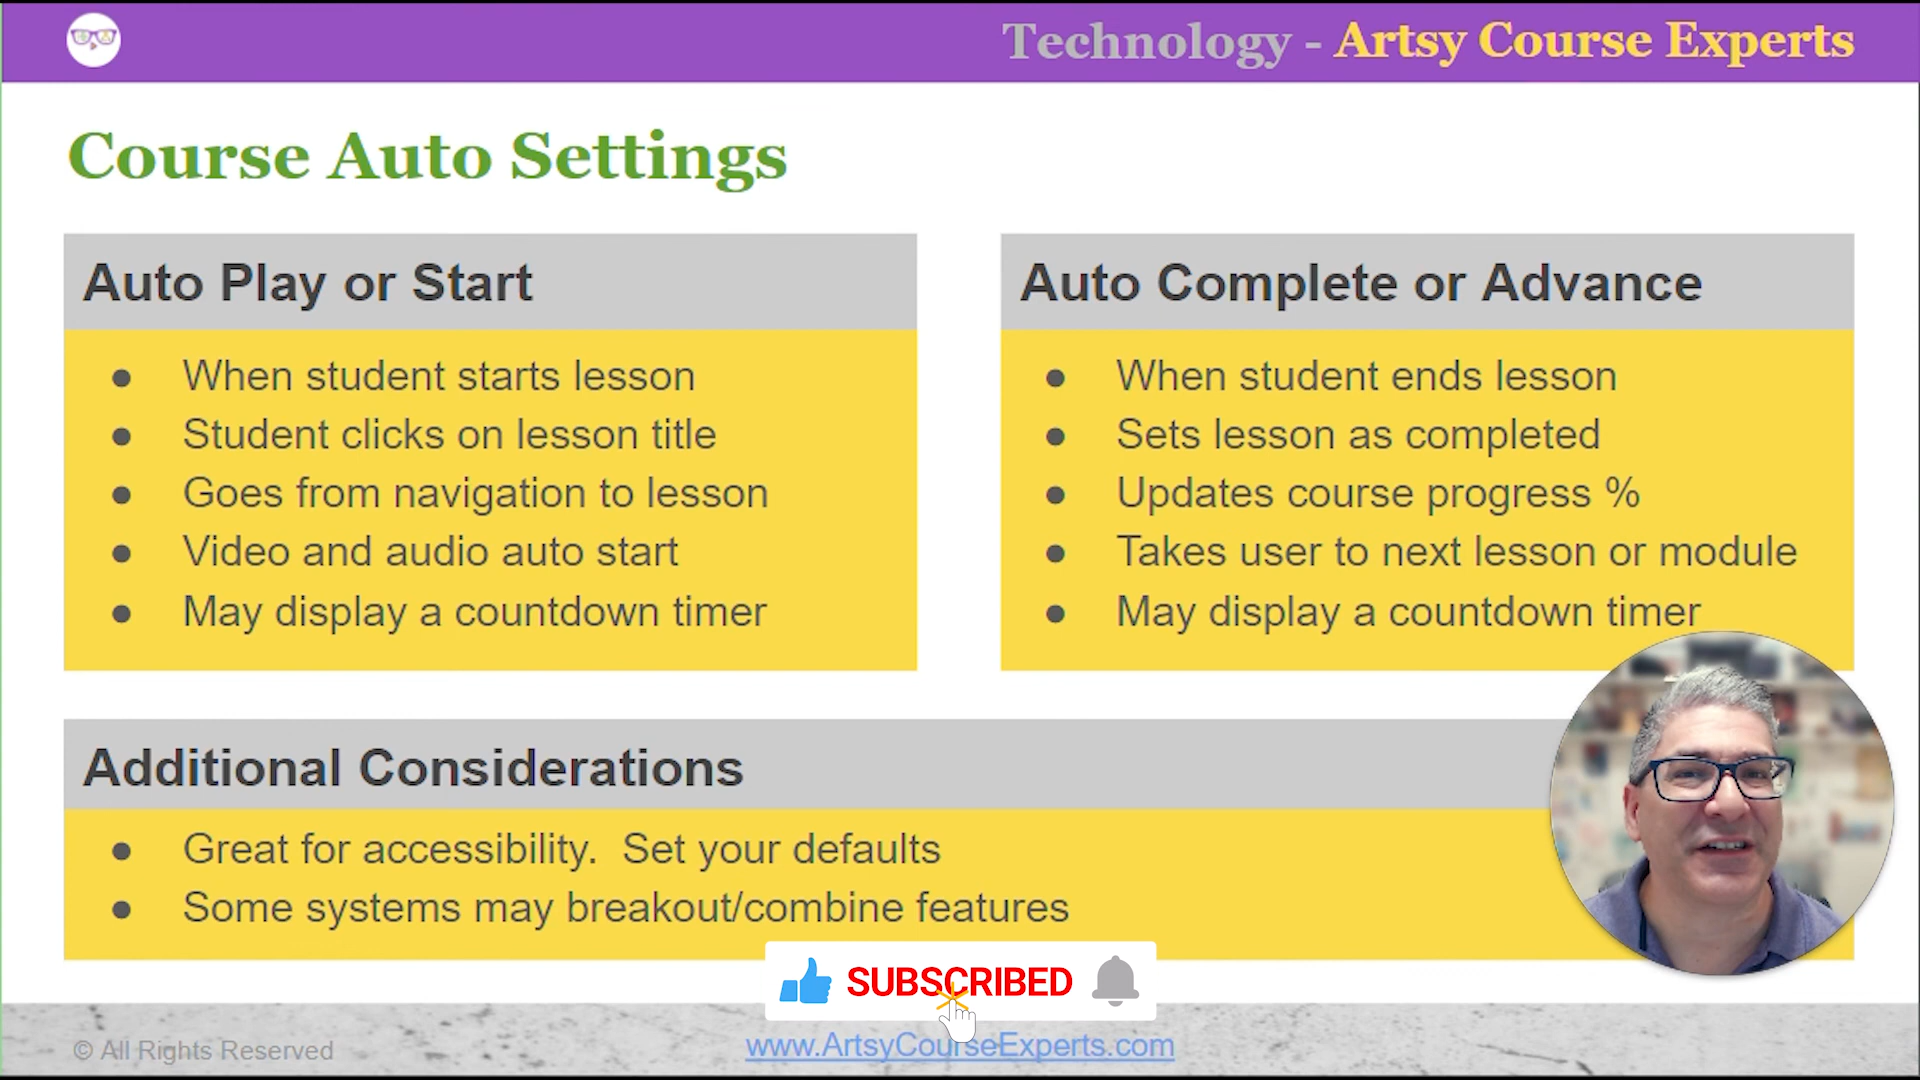 Technology - Artsy Course Experts
Course Auto Settings
Auto Play or Start
● When student starts lesson
● Student clicks on lesson title
● Goes from navigation to lesson
● Video and audio auto start
● May display a countdown timer
Auto Complete or Advance
● When student ends lesson
● Sets lesson as completed
● Updates course progress %
● Takes user to next lesson or module
● May display a countdown timer
Additional Considerations
● Great for accessibility.  Set your defaults
● Some systems may breakout/combine features
SUBSCRIBED
© All Rights Reserved
www.ArtsyCourseExperts.com